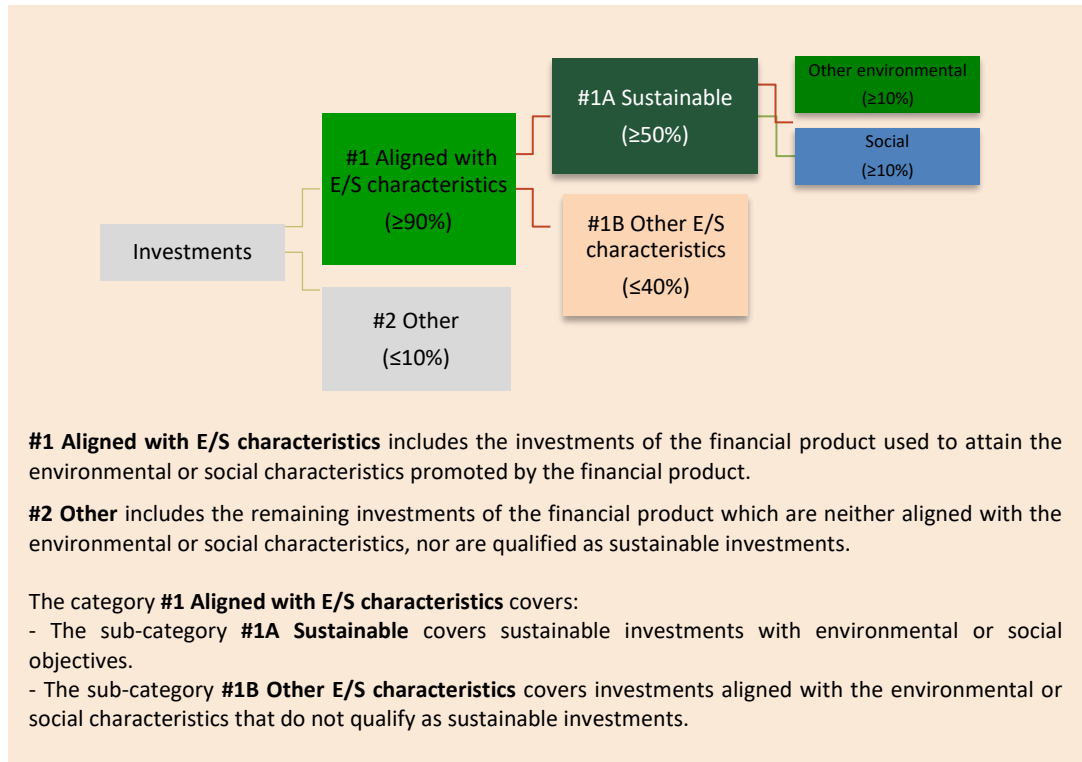 Other environmental
(≥10%)
#1A Sustainable
(≥50%)
Social
(≥10%)
#1 Aligned with
E/S characteristics
(≥90%)
#1B Other E/S
characteristics
(≤40%)
Investments
#2 Other
(≤10%)
#1 Aligned with E/S characteristics includes the investments of the financial product used to attain the
environmental or social characteristics promoted by the financial product.
#2 Other includes the remaining investments of the financial product which are neither aligned with the
environmental or social characteristics, nor are qualified as sustainable investments.
The category #1 Aligned with E/S characteristics covers:
- The sub-category #1A Sustainable covers sustainable investments with environmental or social
objectives.
- The sub-category #1B Other E/S characteristics covers investments aligned with the environmental or
social characteristics that do not qualify as sustainable investments.